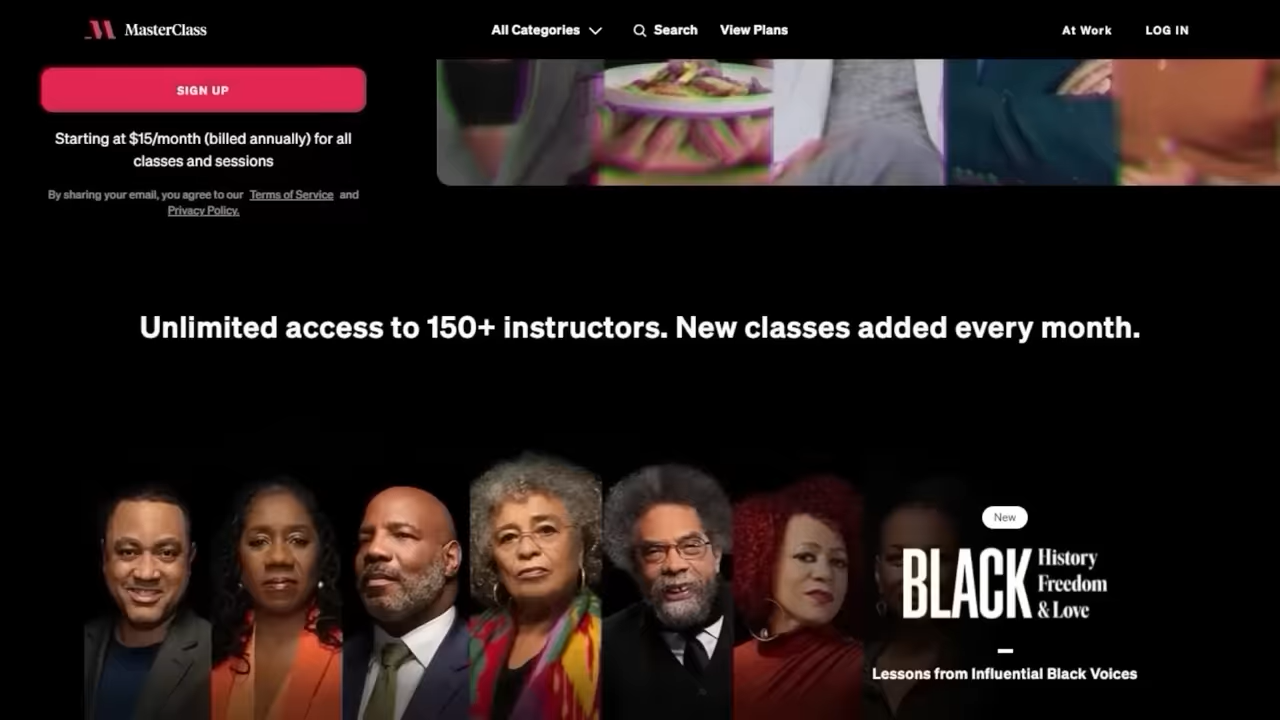 MasterClass
All Categories
Search
View Plans
At Work
LOG IN
SIGN UP
Starting at $15/month (billed annually) for all
classes and sessions
By sharing your email, you agree to our Terms of Service and
Privacy Policy.
Unlimited access to 150+ instructors. New classes added every month.
New
BLACK
History
Freedom
& Love
Lessons from Influential Black Voices